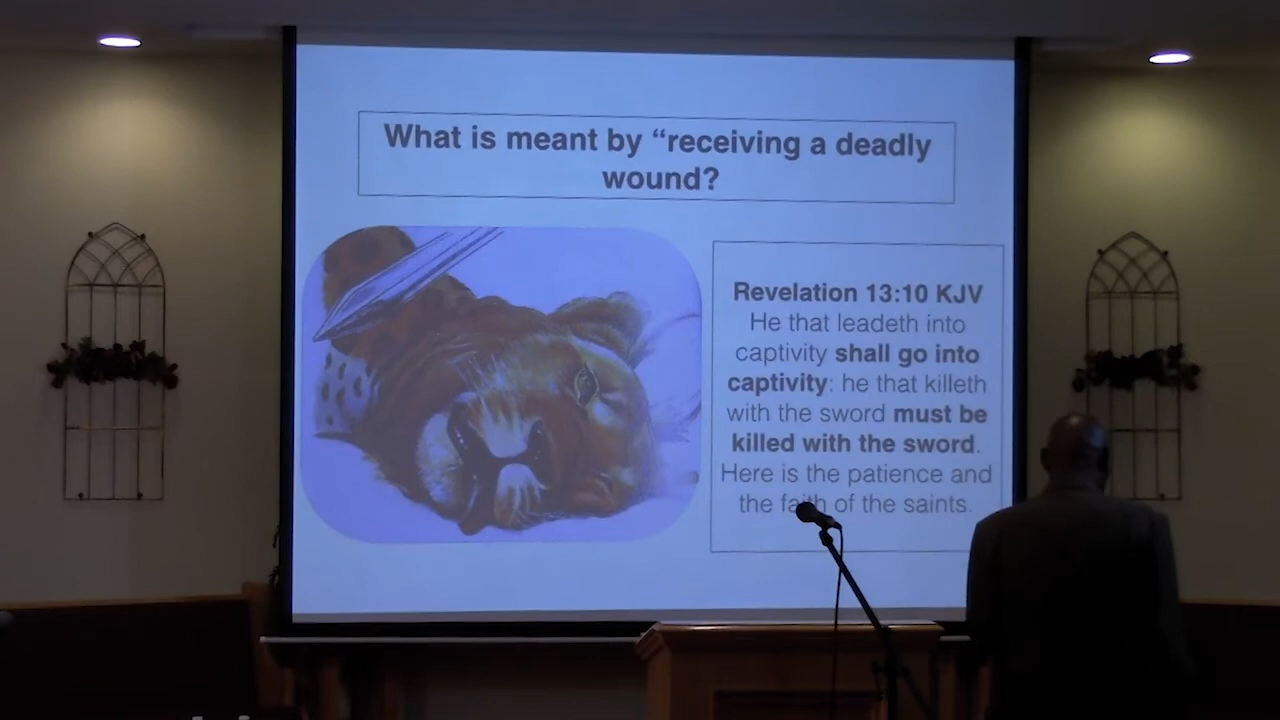 What is meant by “receiving a deadly
wound?
Revelation 13:10 KJV
He that leadeth into
captivity shall go into
captivity: he that killeth
with the sword must be
killed with the sword.
Here is the patience and
the faith of the saints.